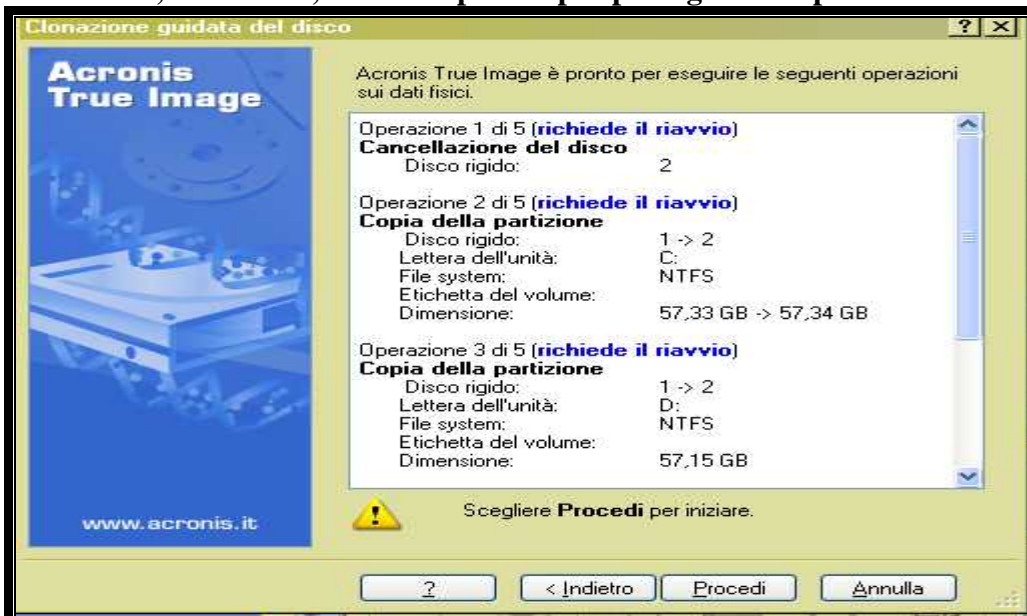 Clonazione guidata del disco
Acronis
True Image
Acronis True Image è pronto per eseguire le seguenti operazioni
sui dati fisici.
Operazione 1 di 5 (richiede il riavvio)
Cancellazione del disco
Disco rigido: 2
Operazione 2 di 5 (richiede il riavvio)
Copia della partizione
Disco rigido: 1 -> 2
Lettera dell'unità: C:
File system: NTFS
Etichetta del volume:
Dimensione: 57,33 GB -> 57,34 GB
Operazione 3 di 5 (richiede il riavvio)
Copia della partizione
Disco rigido: 1 -> 2
Lettera dell'unità: D:
File system: NTFS
Etichetta del volume:
Dimensione: 57,15 GB
Scegliere Procedi per iniziare.
www.acronis.it
? < Indietro Procedi Annulla